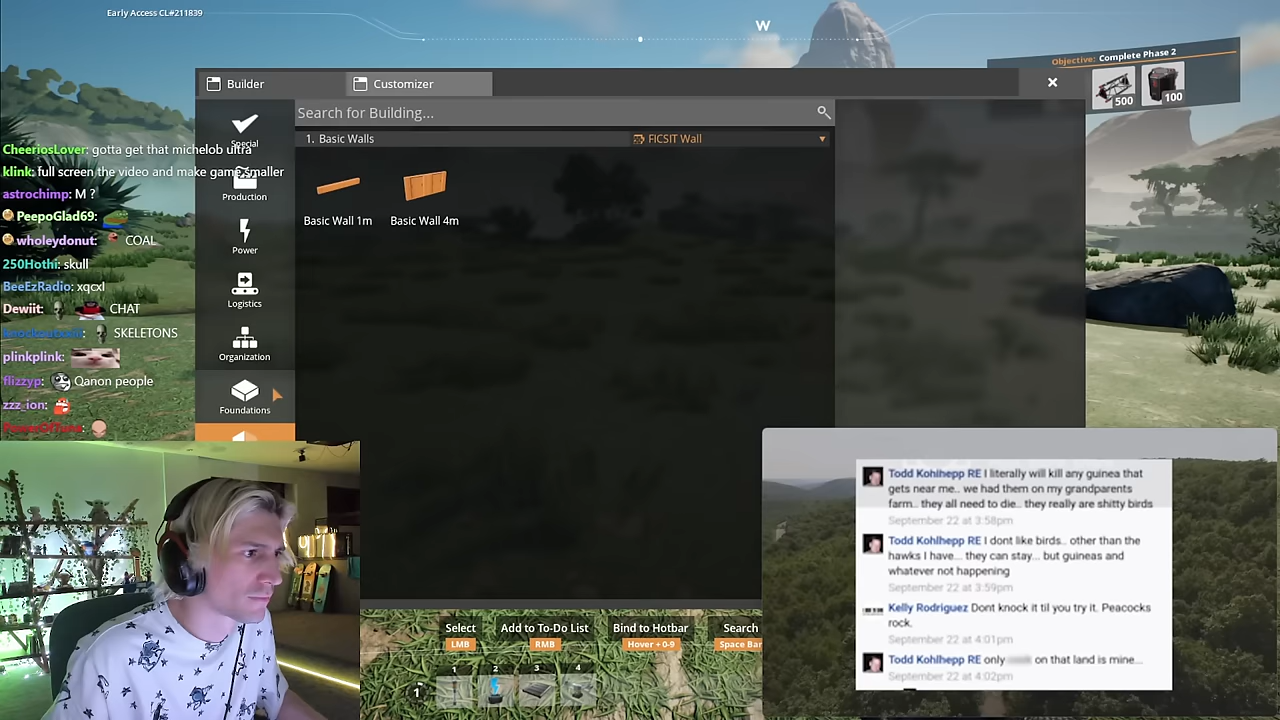 Early Access CL#211839
W
Objective: Complete Phase 2
500
100
Builder
Customizer
Search for Building...
1. Basic Walls
FICSIT Wall
Basic Wall 1m
Basic Wall 4m
Special
Production
Power
Logistics
Organization
Foundations
CheeriosLover: gotta get that michelob ultra
klink: full screen the video and make game smaller
astrochimp: M ?
PeepoGlad69:
wholeydonut: COAL
250Hothi: skull
BeeEzRadio: xqcxl
Dewiit: CHAT
SKELETONS
plinkplink:
flizzyp: Qanon people
zzz_ion:
Select
LMB
Add to To-Do List
RMB
Bind to Hotbar
Hover + 0-9
Search
Space Bar
1
1
2
3
4
Todd Kohlhepp RE I literally will kill any guinea that
gets near me.. we had them on my grandparents
farm.. they all need to die.. they really are shitty birds
September 22 at 3:58pm
Todd Kohlhepp RE I dont like birds.. other than the
hawks I have... they can stay... but guineas and
whatever not happening
September 22 at 3:59pm
Kelly Rodriguez Dont knock it til you try it. Peacocks
rock.
September 22 at 4:01pm
Todd Kohlhepp RE only on that land is mine...
September 22 at 4:02pm